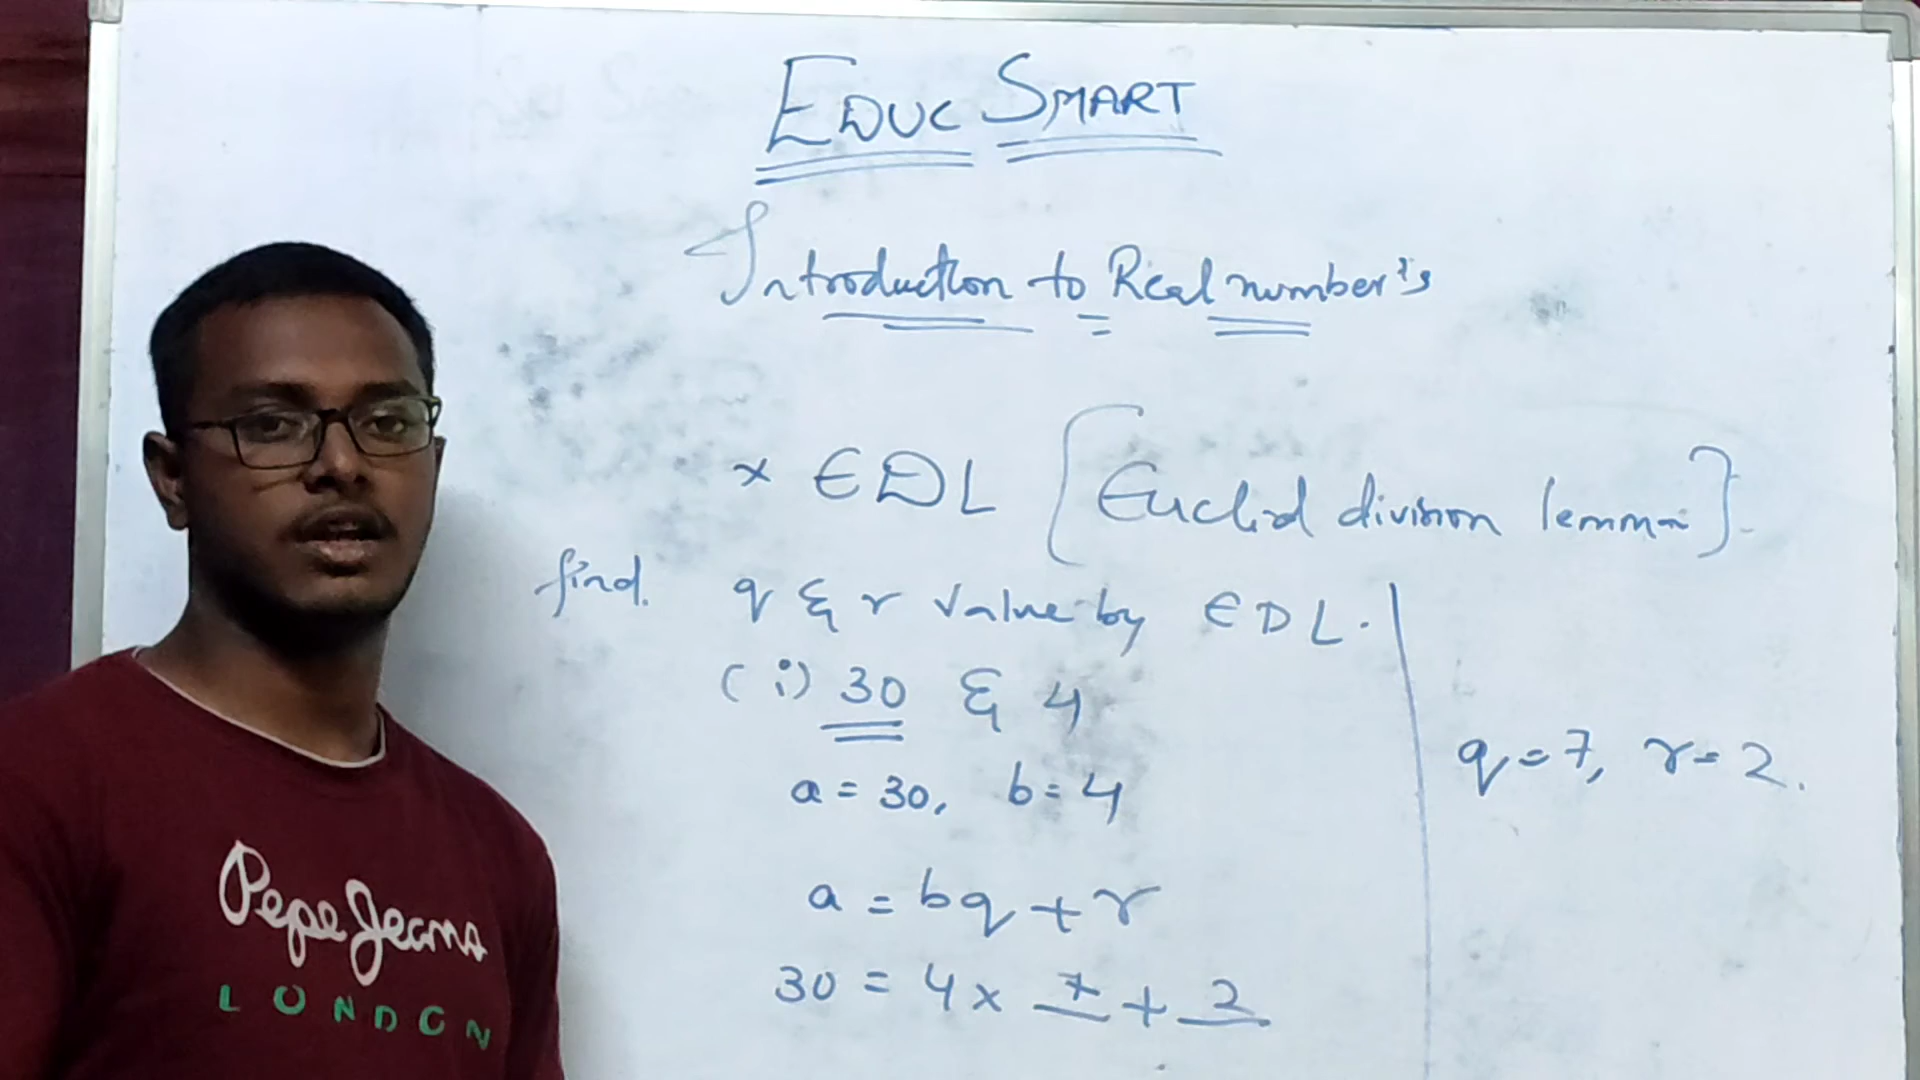 EDUC SMART
Introduction to Real number's
× EDL [Euclid division lemma]
find. q & r value by EDL.
(i) 30 & 4
a = 30, b = 4
a = bq + r
30 = 4 × 7 + 2
q = 7, r = 2.
Pepe Jeans
LONDON